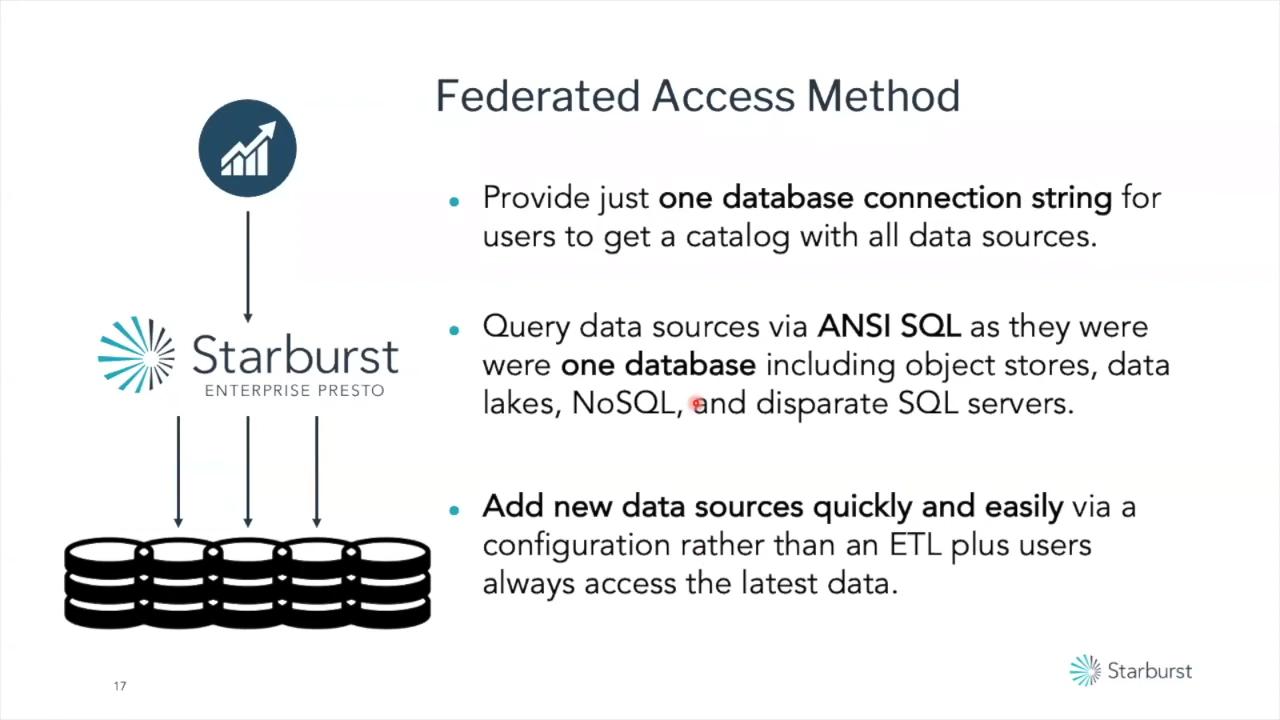 Federated Access Method
Provide just one database connection string for
users to get a catalog with all data sources.
Starburst
ENTERPRISE PRESTO
Query data sources via ANSI SQL as they were
were one database including object stores, data
lakes, NoSQL, and disparate SQL servers.
Add new data sources quickly and easily via a
configuration rather than an ETL plus users
always access the latest data.
17
Starburst